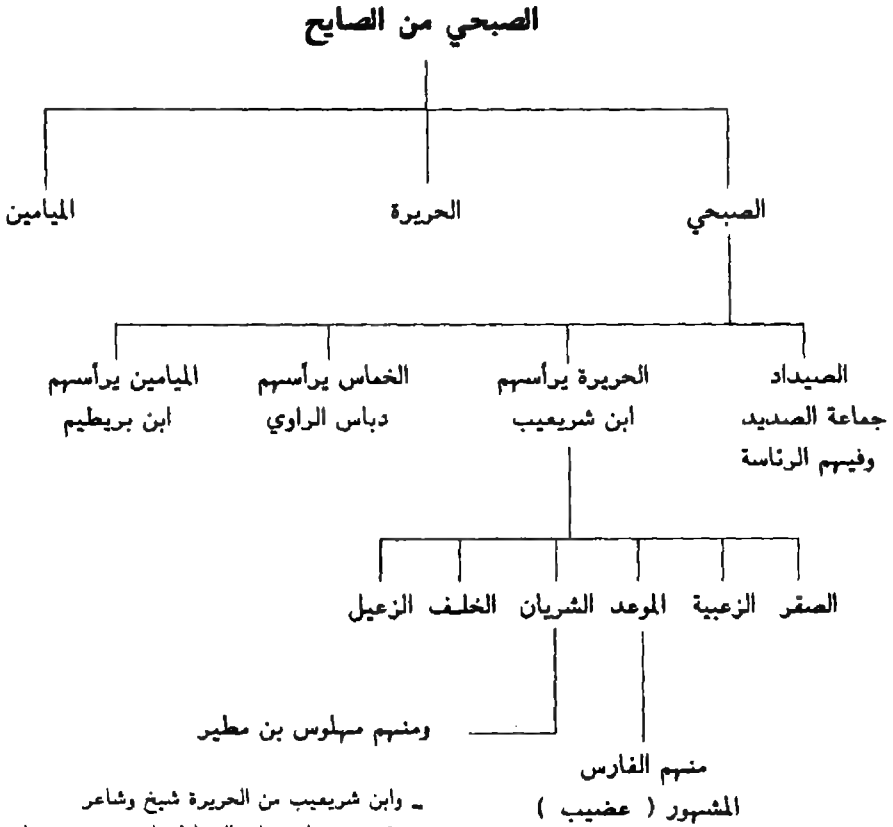 الصبحي من الصايح
الصبحي
الحريرة
الميامين
الصيداد
جماعة الصديد
وفيهم الرئاسة
الحريرة يرأسهم
ابن شريعيب
الخماس يرأسهم
دباس الراوي
الميامين يرأسهم
ابن بريطيم
الصقر
الزعبية
الموعد
الشريان
الخلف
الزعيل
ومنهم مهلوس بن مطير
منهم الفارس
المشهور ( عضيب )
ـ وابن شريعيب من الحريرة شيخ وشاعر